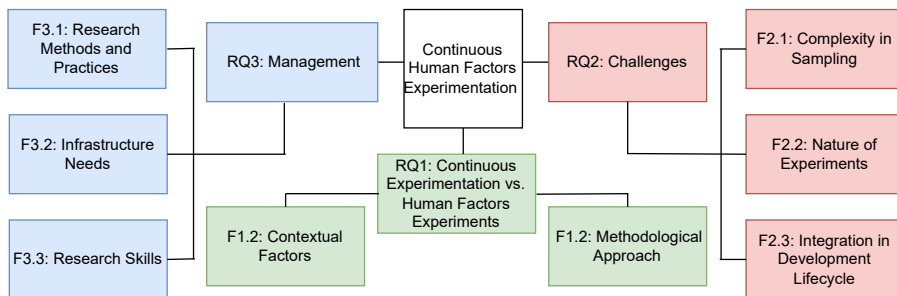 F3.1: Research
Methods and
Practices
RQ3: Management
Continuous
Human Factors
Experimentation
RQ2: Challenges
F2.1: Complexity in
Sampling
F3.2: Infrastructure
Needs
RQ1: Continuous
Experimentation vs.
Human Factors
Experiments
F2.2: Nature of
Experiments
F3.3: Research Skills
F1.2: Contextual
Factors
F1.2: Methodological
Approach
F2.3: Integration in
Development
Lifecycle